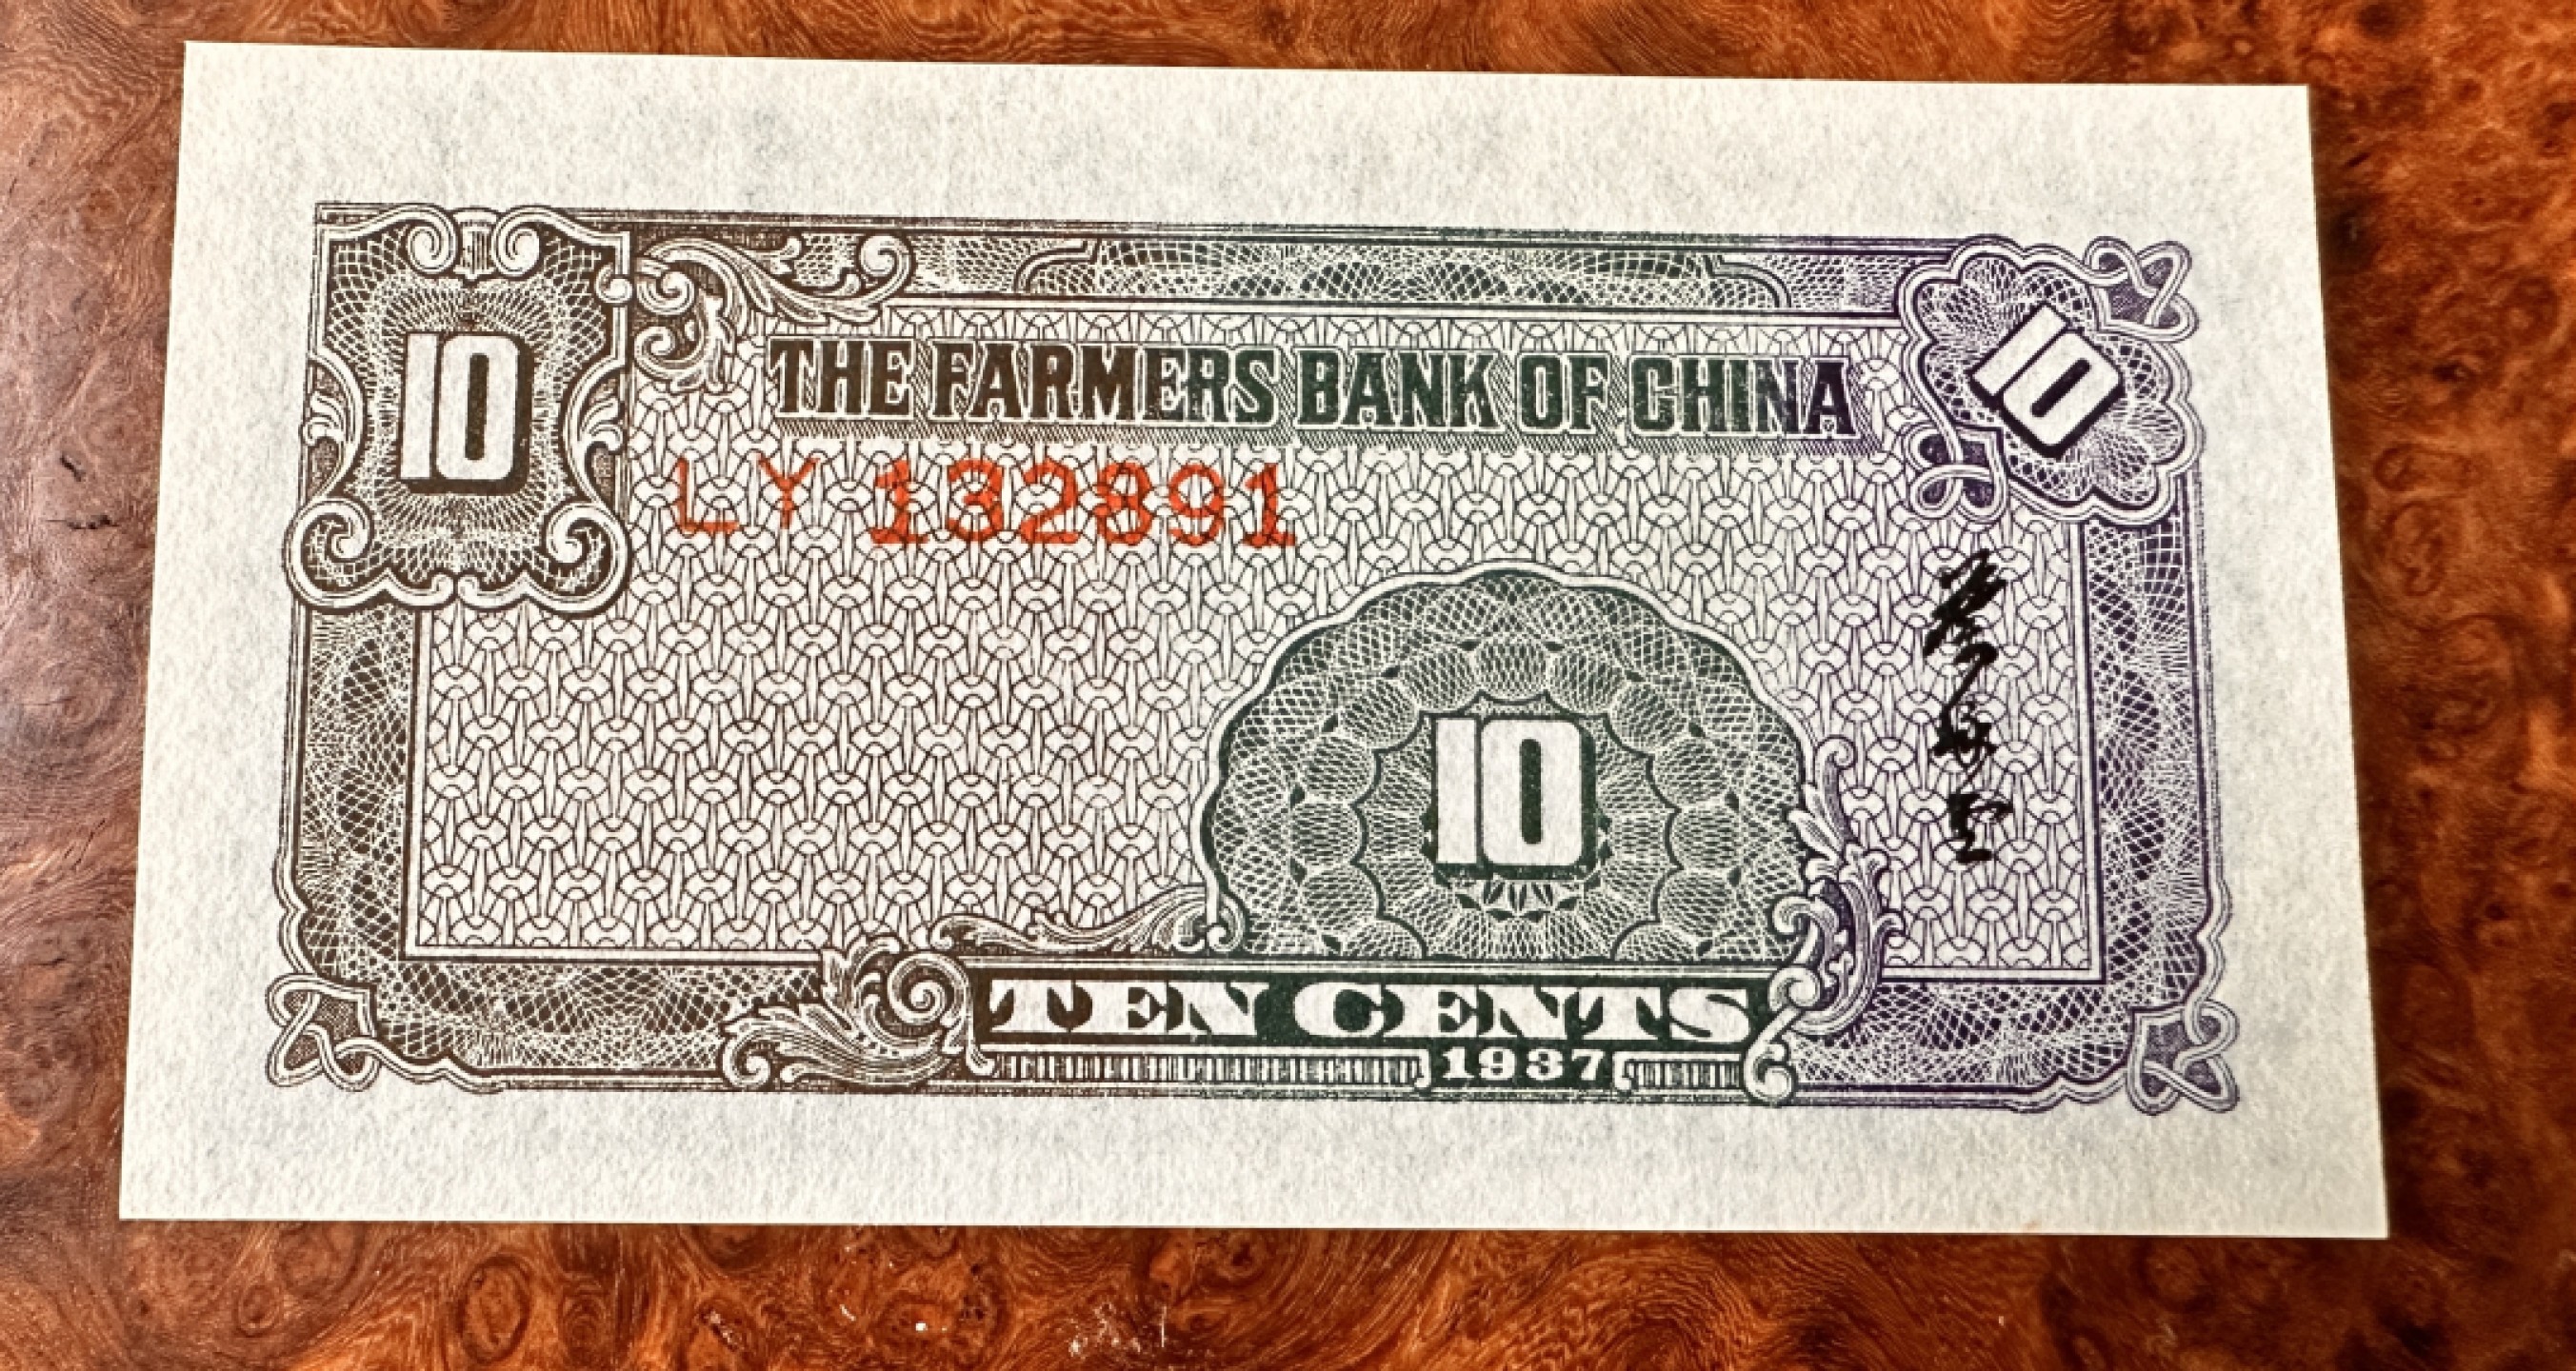 10
10
THE FARMERS BANK OF CHINA
LY 132891
10
TEN CENTS
1937